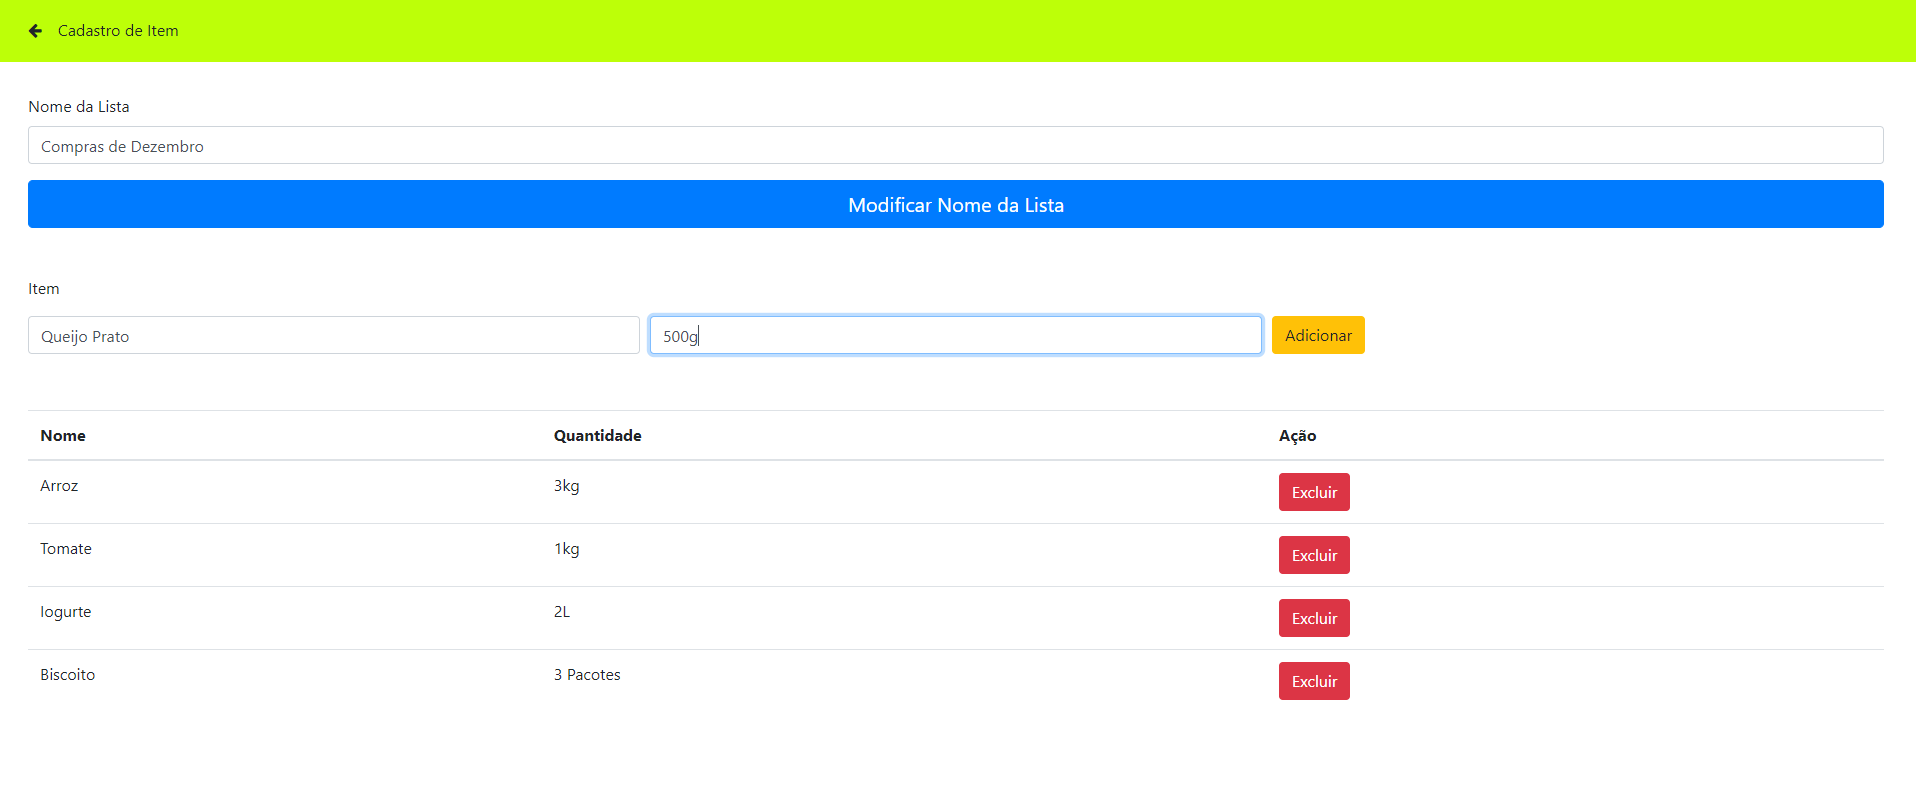 Cadastro de Item
Nome da Lista
Compras de Dezembro
Modificar Nome da Lista
Item
Queijo Prato 500g Adicionar
Nome Quantidade Ação
Arroz 3kg Excluir
Tomate 1kg Excluir
Iogurte 2L Excluir
Biscoito 3 Pacotes Excluir